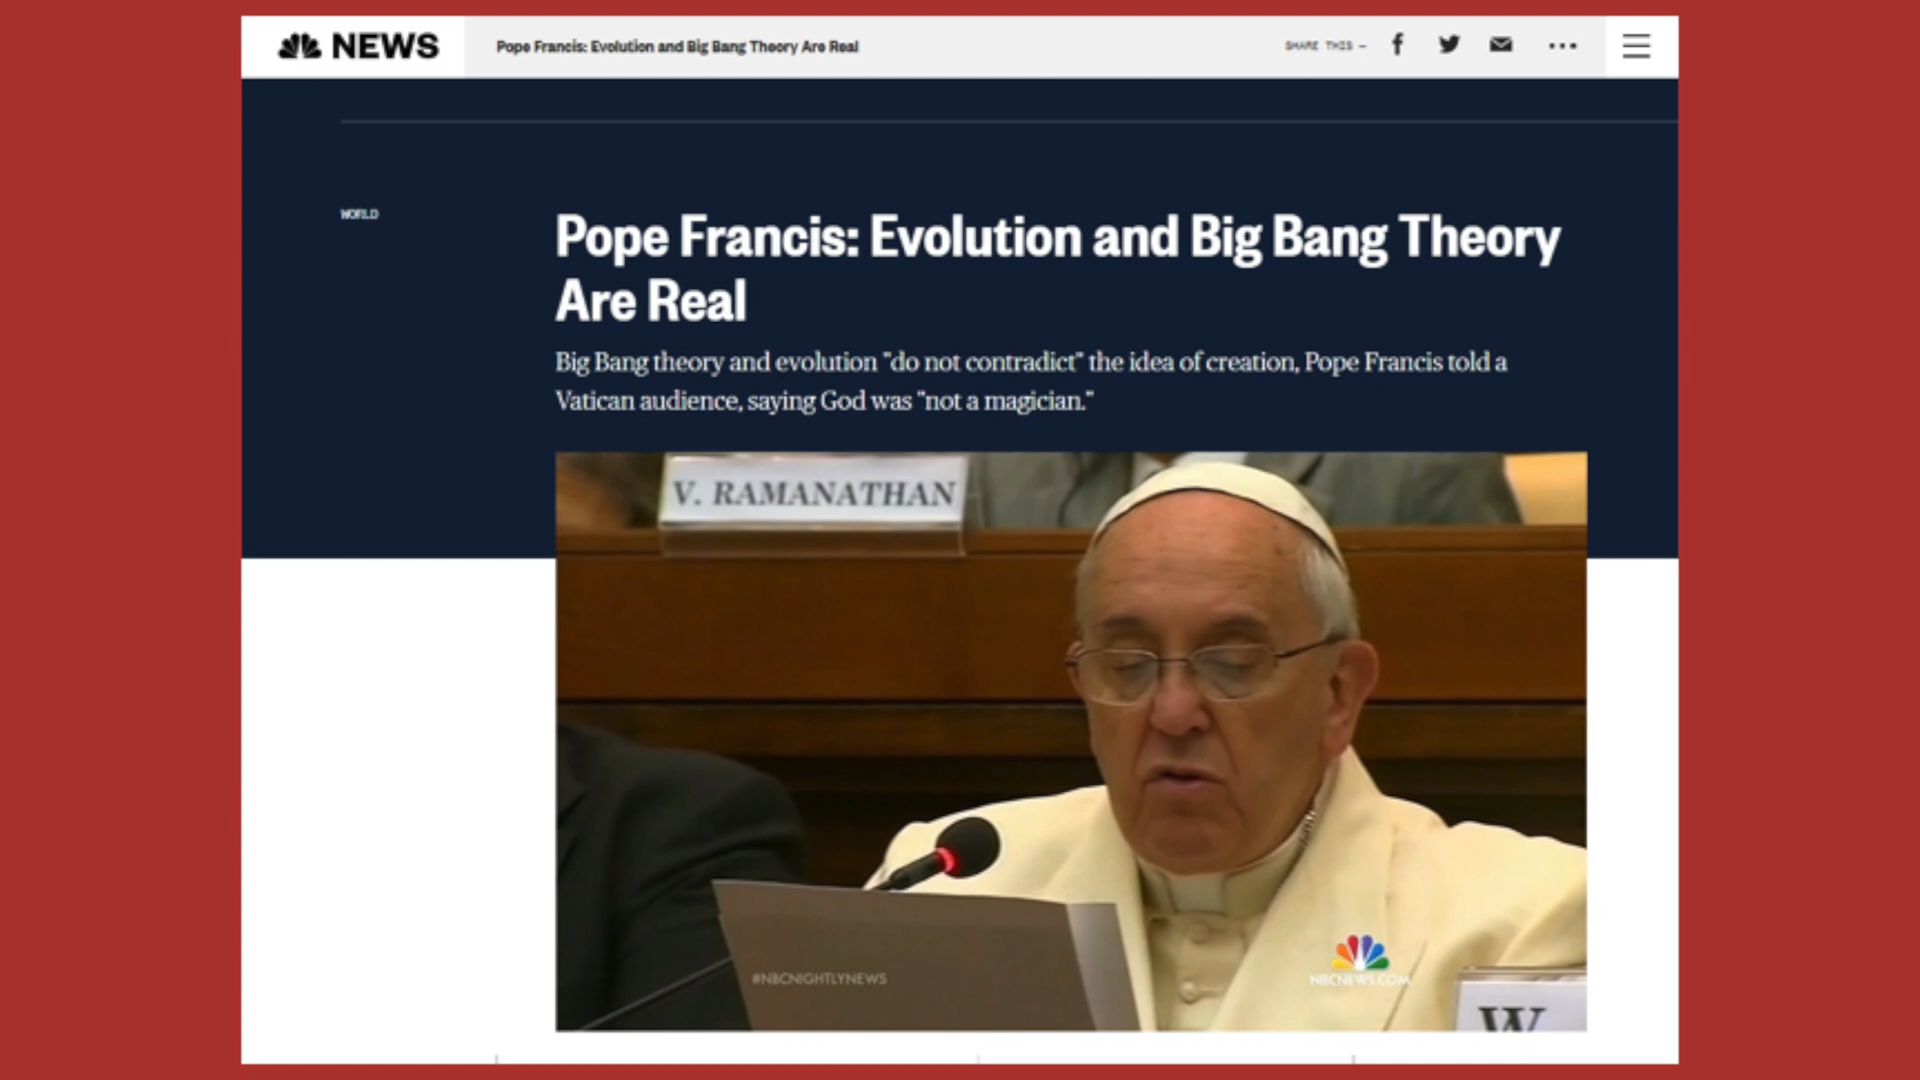 NEWS
Pope Francis: Evolution and Big Bang Theory Are Real
SHARE THIS —
WORLD
Pope Francis: Evolution and Big Bang Theory
Are Real
Big Bang theory and evolution "do not contradict" the idea of creation, Pope Francis told a
Vatican audience, saying God was "not a magician."
V. RAMANATHAN
#NBCNIGHTLYNEWS
NBCNEWS.COM
W